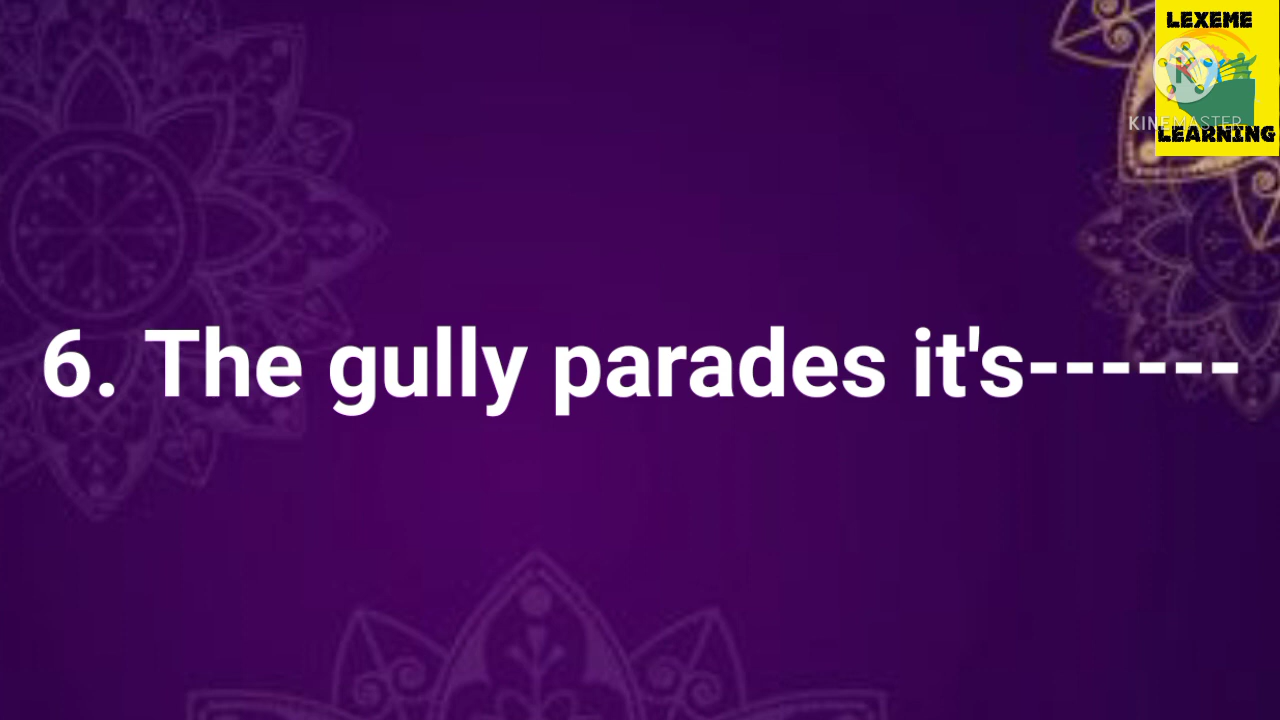 LEXEME
KINEMASTER
LEARNING
6. The gully parades it's------